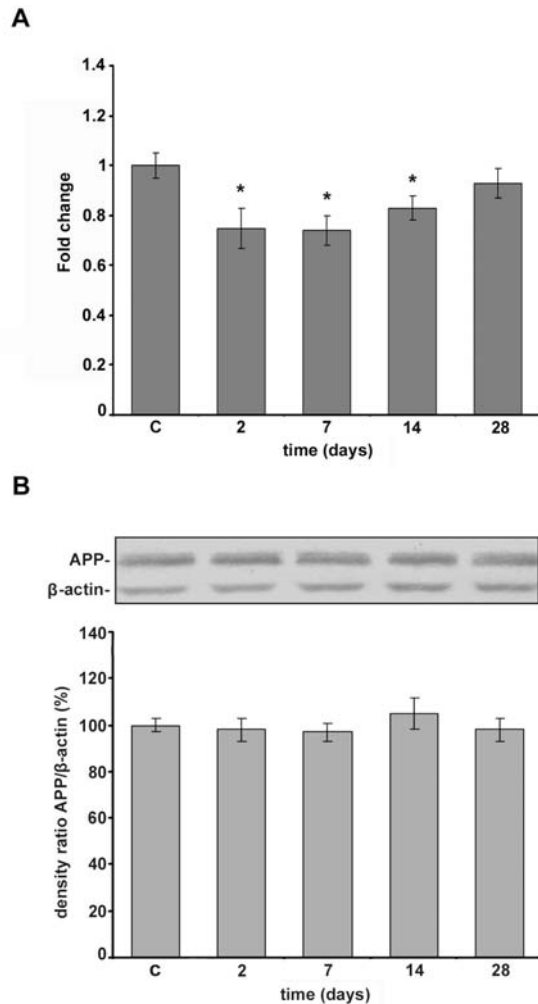 A
1.4
1.2
1
0.8
0.6
0.4
0.2
0
Fold change
* * *
C 2 7 14 28
time (days)
B
APP-
β-actin-
140
120
100
80
60
40
20
0
density ratio APP/β-actin (%)
C 2 7 14 28
time (days)